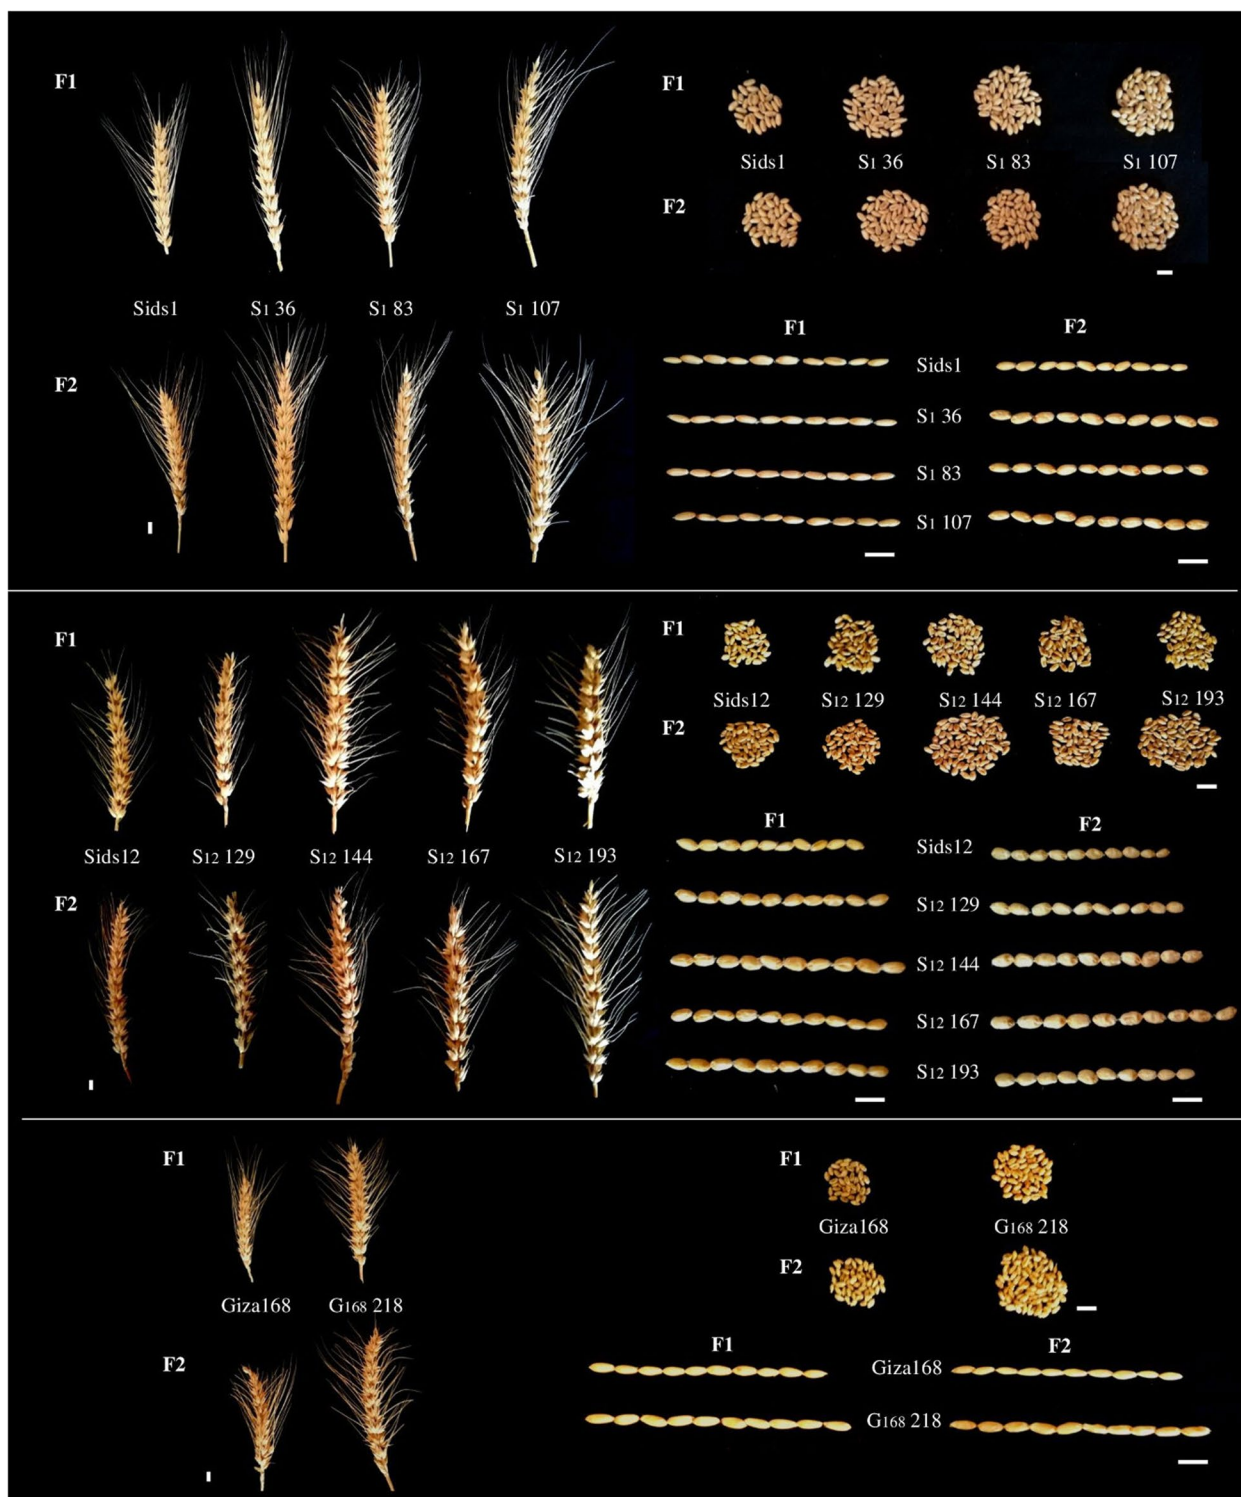 F1
F1
Sids1 S1 36 S1 83 S1 107
F2
Sids1 S1 36 S1 83 S1 107
F1 F2
F2
Sids1
S1 36
S1 83
S1 107
F1
F1
Sids12 S12 129 S12 144 S12 167 S12 193
F2
F1 F2
Sids12 S12 129 S12 144 S12 167 S12 193
Sids12
F2
S12 129
S12 144
S12 167
S12 193
F1
F1
Giza168 G168 218
F2
Giza168 G168 218
F1 F2
F2
Giza168
G168 218